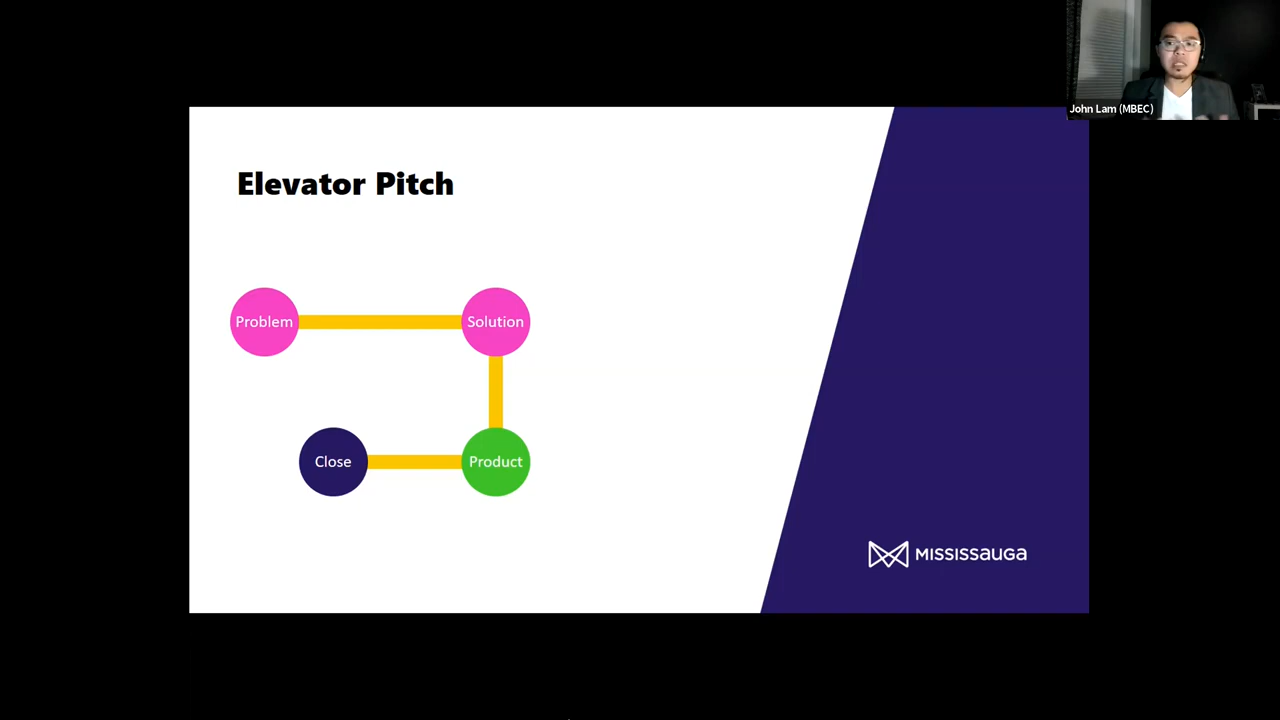 John Lam (MBEC)
Elevator Pitch
Problem
Solution
Close
Product
MISSISSAUGA